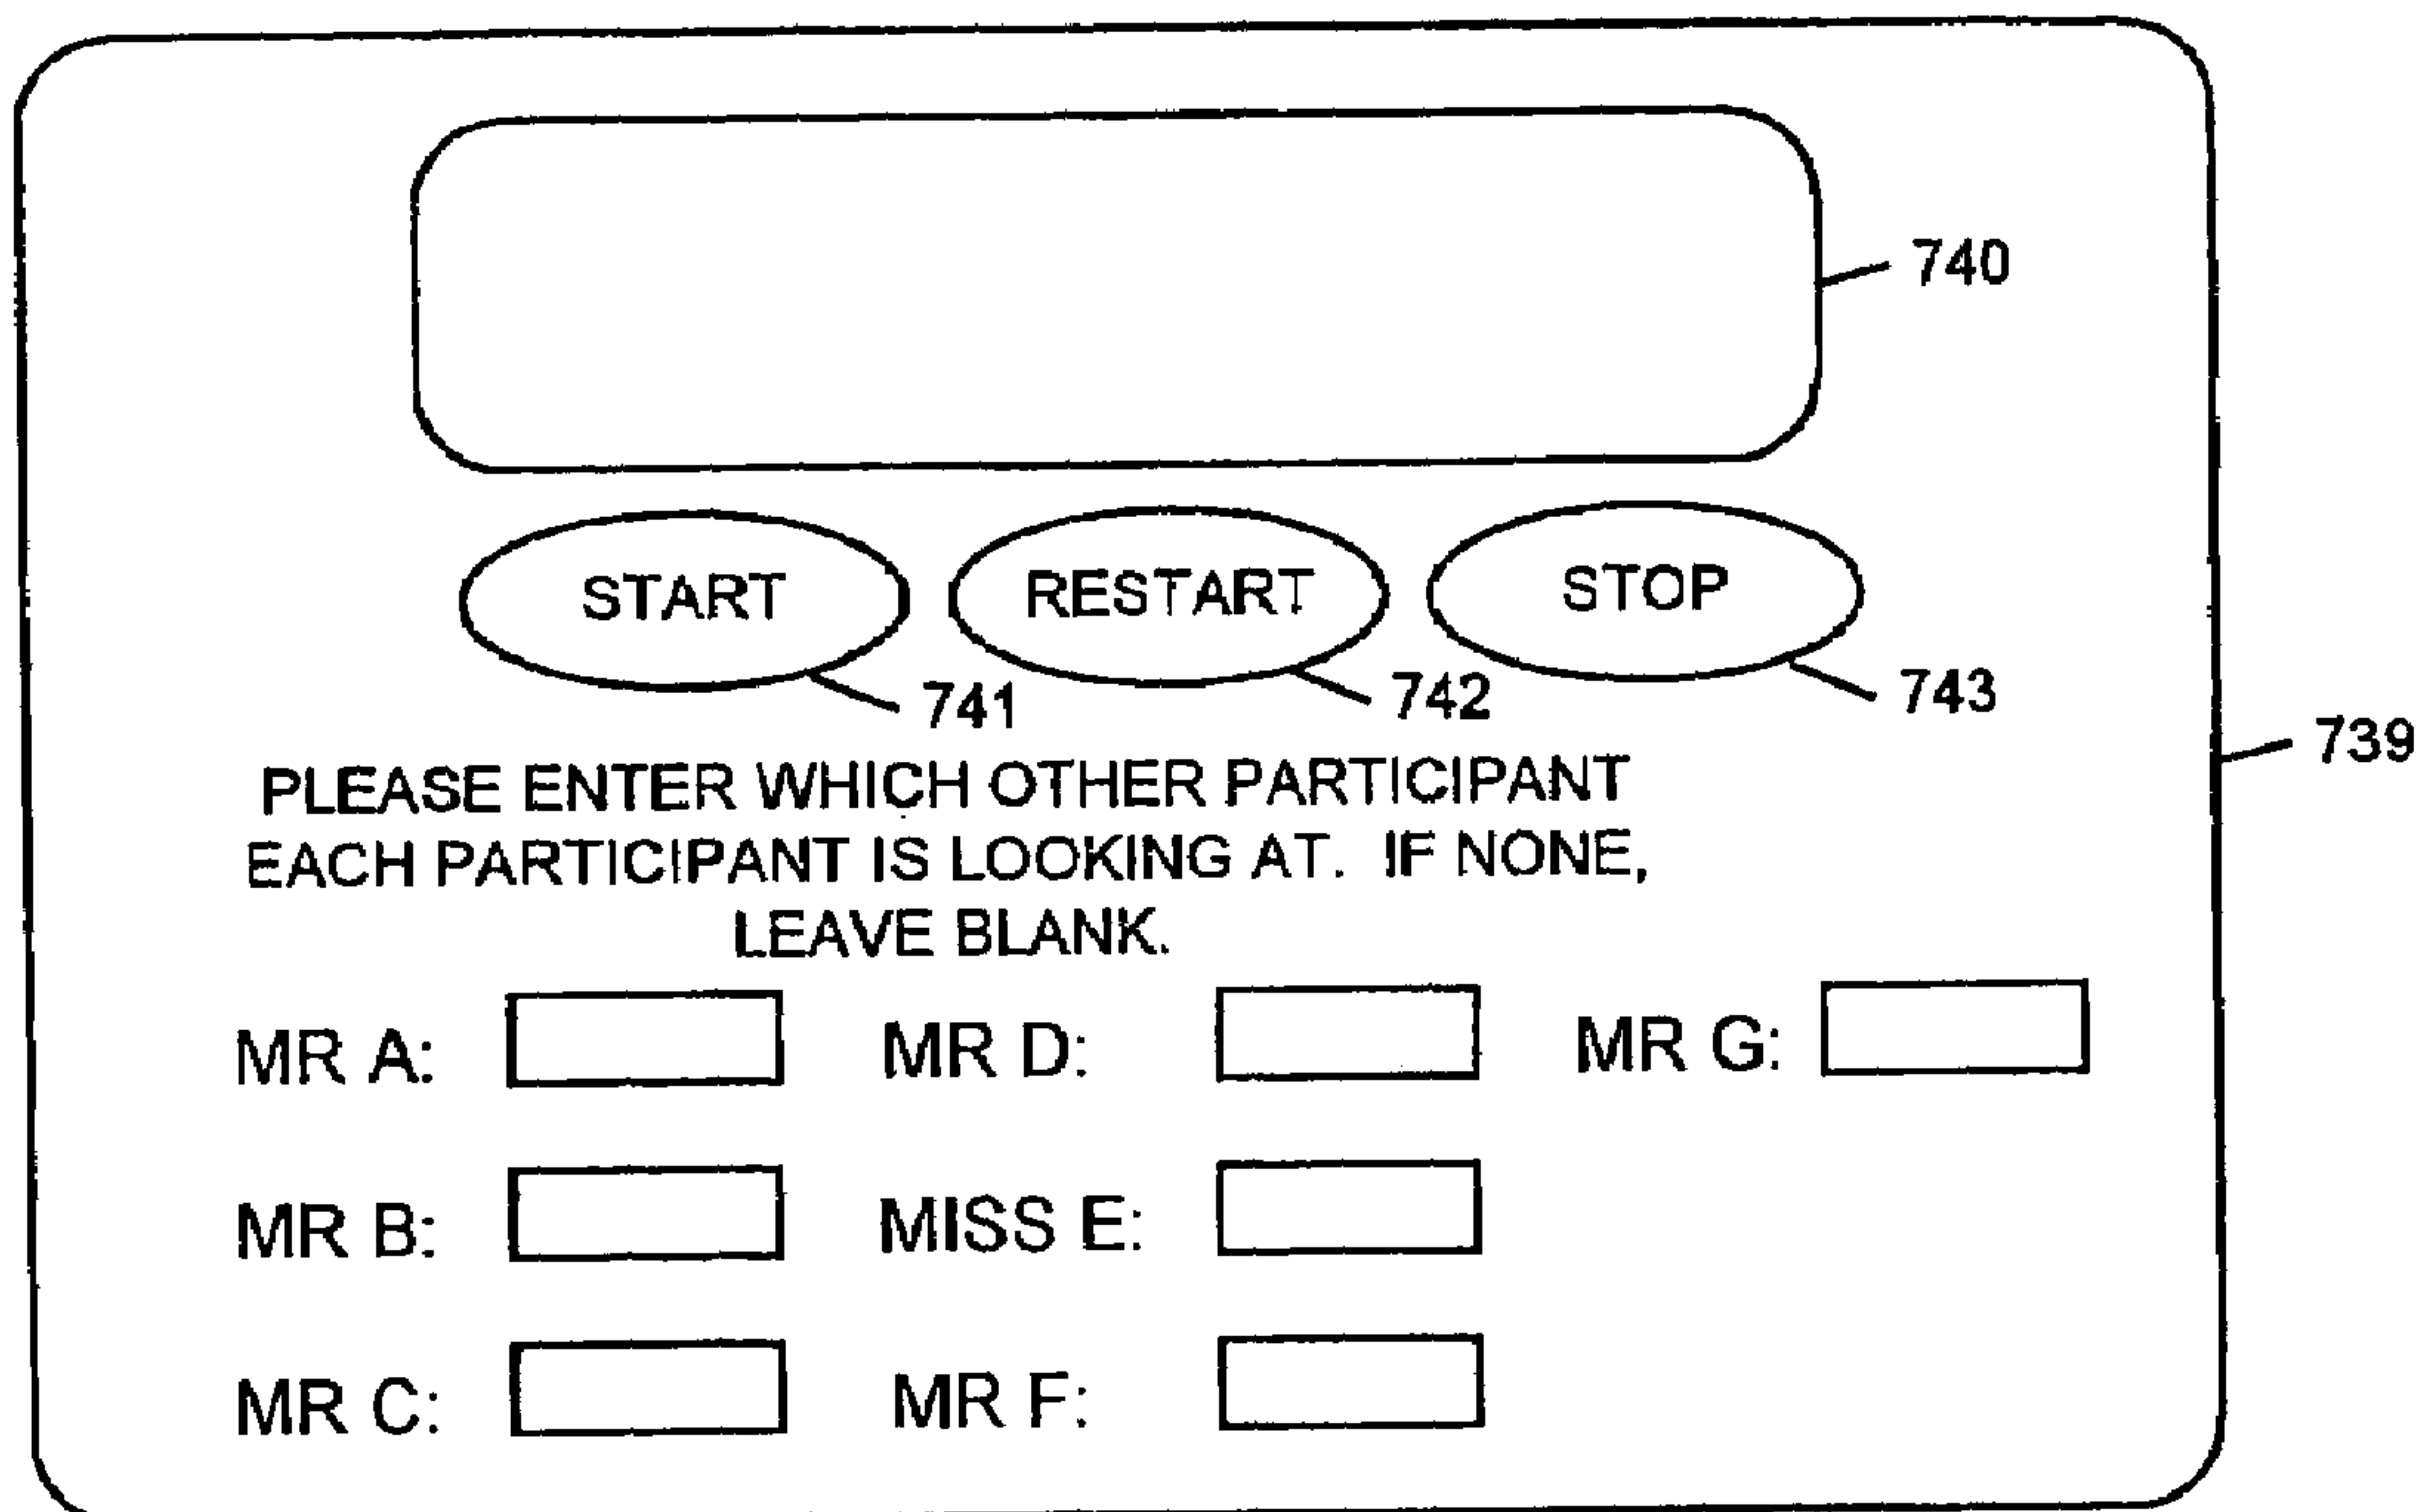 740
START RESTART STOP
741 742 743
739
PLEASE ENTER WHICH OTHER PARTICIPANT
EACH PARTICIPANT IS LOOKING AT. IF NONE,
LEAVE BLANK.
MR A: MR D: MR G:
MR B: MISS E:
MR C: MR F: